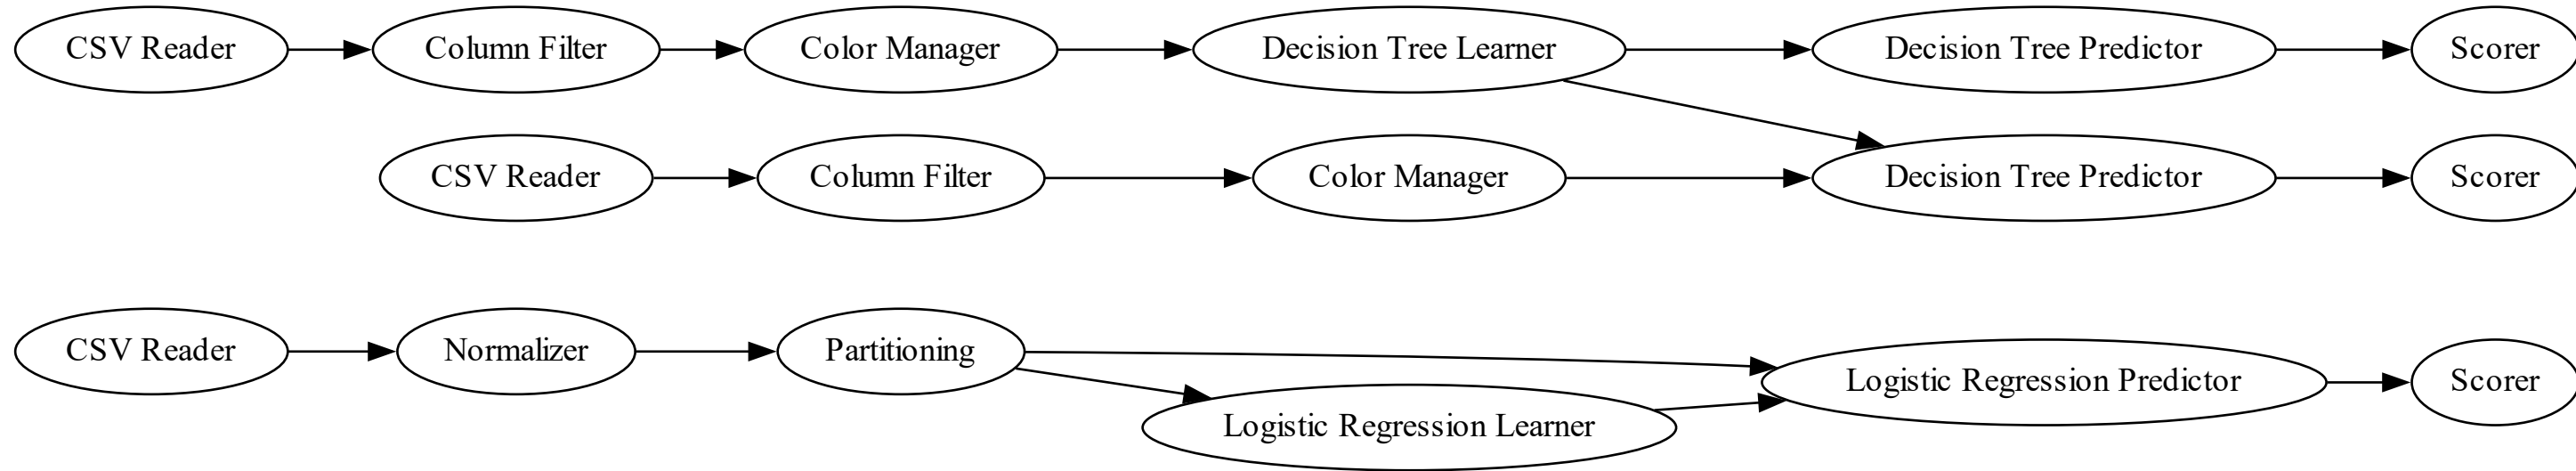 CSV Reader
Column Filter
Color Manager
Decision Tree Learner
Decision Tree Predictor
Scorer
CSV Reader
Column Filter
Color Manager
Decision Tree Predictor
Scorer
CSV Reader
Normalizer
Partitioning
Logistic Regression Learner
Logistic Regression Predictor
Scorer